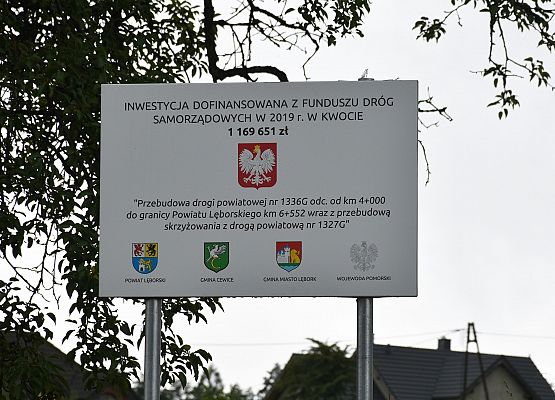 INWESTYCJA DOFINANSOWANA Z FUNDUSZU DRÓG
SAMORZĄDOWYCH W 2019 r. W KWOCIE
1 169 651 zł
"Przebudowa drogi powiatowej nr 1336G odc. od km 4+000
do granicy Powiatu Lęborskiego km 6+552 wraz z przebudową
skrzyżowania z drogą powiatową nr 1327G"
POWIAT LĘBORSKI
GMINA CEWICE
GMINA MIASTO LĘBORK
WOJEWODA POMORSKI